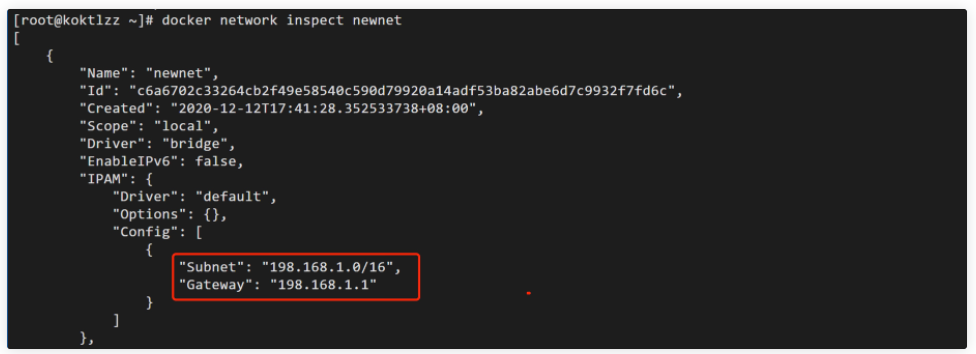 [root@koktlzz ~]# docker network inspect newnet
[
    {
        "Name": "newnet",
        "Id": "c6a6702c33264cb2f49e58540c590d79920a14adf53ba82abe6d7c9932f7fd6c",
        "Created": "2020-12-12T17:41:28.352533738+08:00",
        "Scope": "local",
        "Driver": "bridge",
        "EnableIPv6": false,
        "IPAM": {
            "Driver": "default",
            "Options": {},
            "Config": [
                {
                    "Subnet": "198.168.1.0/16",
                    "Gateway": "198.168.1.1"
                }
            ]
        },